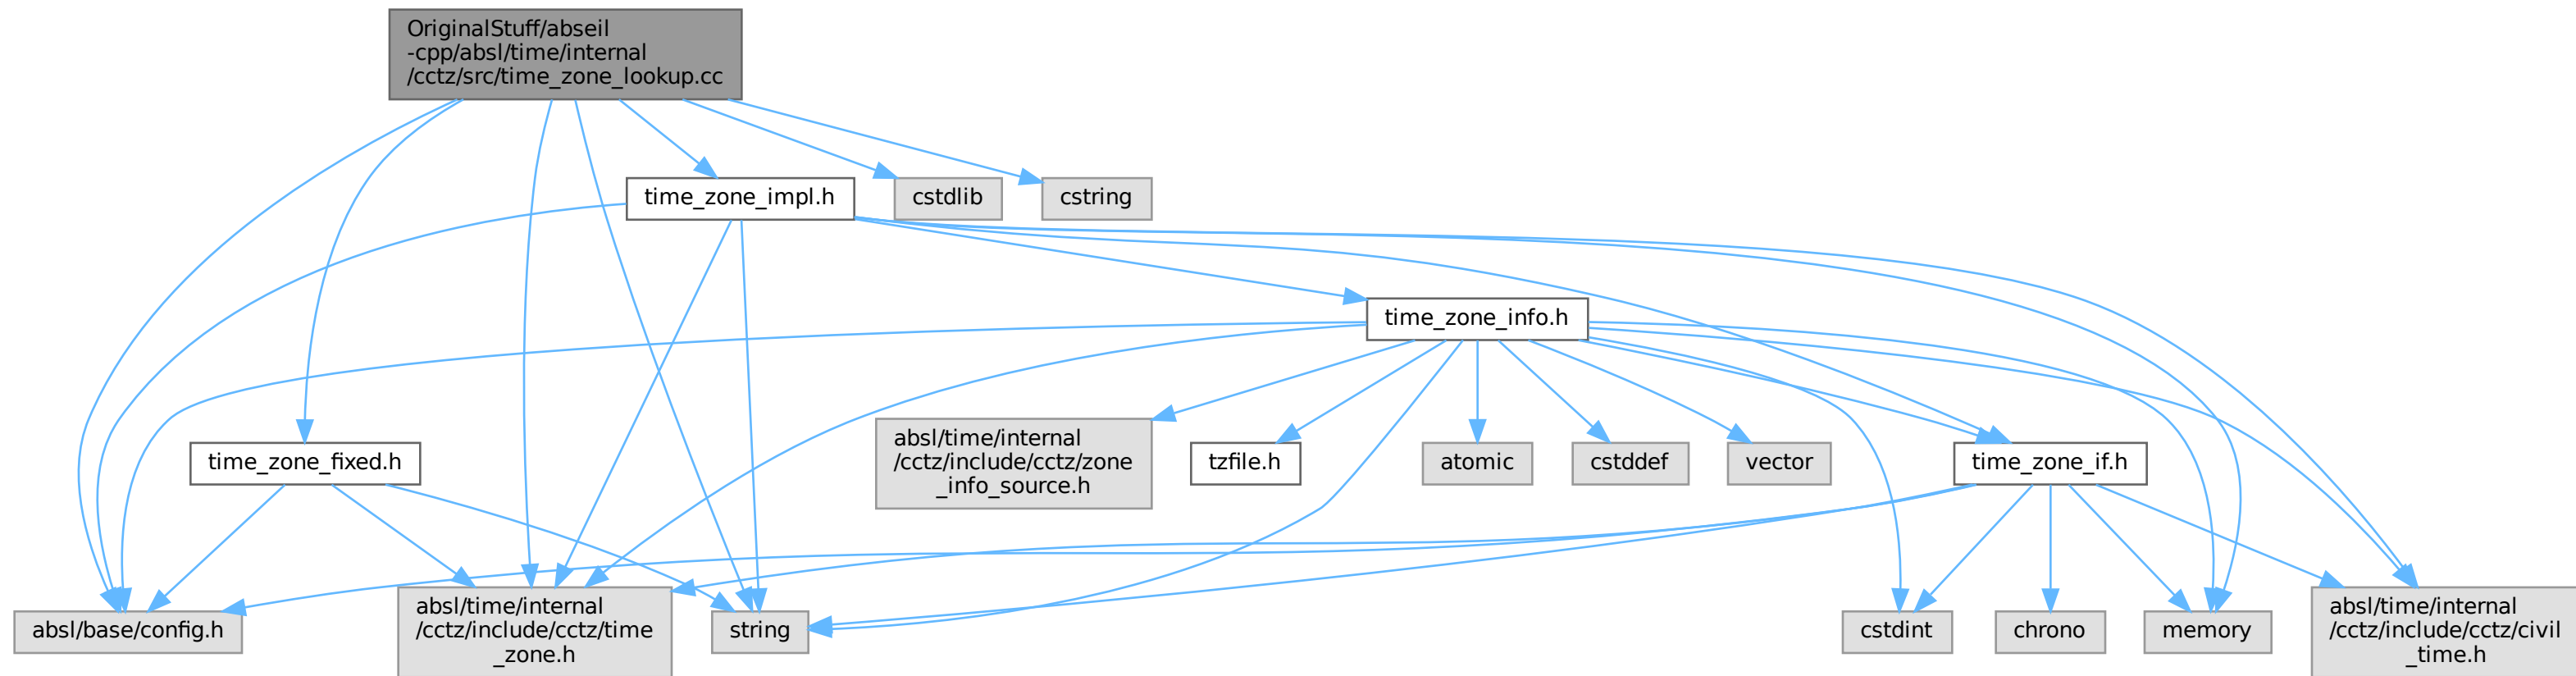 OriginalStuff/abseil
-cpp/absl/time/internal
/cctz/src/time_zone_lookup.cc
time_zone_impl.h
cstdlib
cstring
time_zone_info.h
time_zone_fixed.h
absl/time/internal
/cctz/include/cctz/zone
_info_source.h
tzfile.h
atomic
cstddef
vector
time_zone_if.h
absl/base/config.h
absl/time/internal
/cctz/include/cctz/time
_zone.h
string
cstdint
chrono
memory
absl/time/internal
/cctz/include/cctz/civil
_time.h